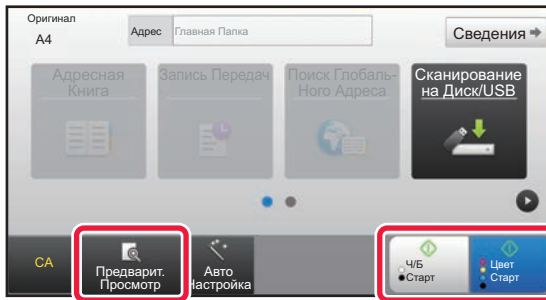 Оригинал
A4
Адрес
Главная Папка
Сведения
Адресная
Книга
Запись Передач
Поиск Глобаль-
Ного Адреса
Сканирование
на Диск/USB
CA
Предварит.
Просмотр
Авто
Настройка
Ч/Б
Старт
Цвет
Старт